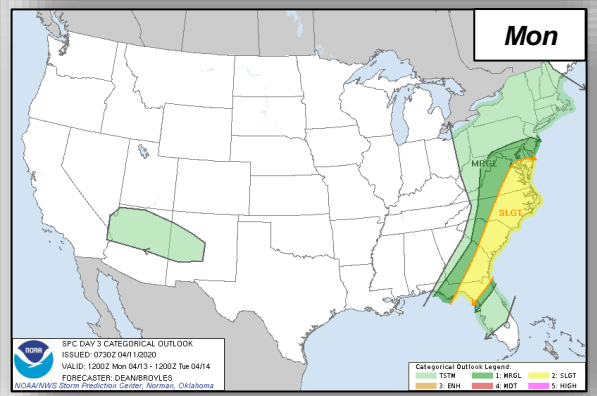 Mon
MRGL
SLGT
NOAA
SPC DAY 3 CATEGORICAL OUTLOOK
ISSUED: 0730Z 04/11/2020
VALID: 1200Z Mon 04/13 - 1200Z Tue 04/14
FORECASTER: DEAN/BROYLES
NOAA/NWS Storm Prediction Center, Norman, Oklahoma
Categorical Outlook Legend:
TSTM 1: MRGL 2: SLGT
3: ENH 4: MDT 5: HIGH